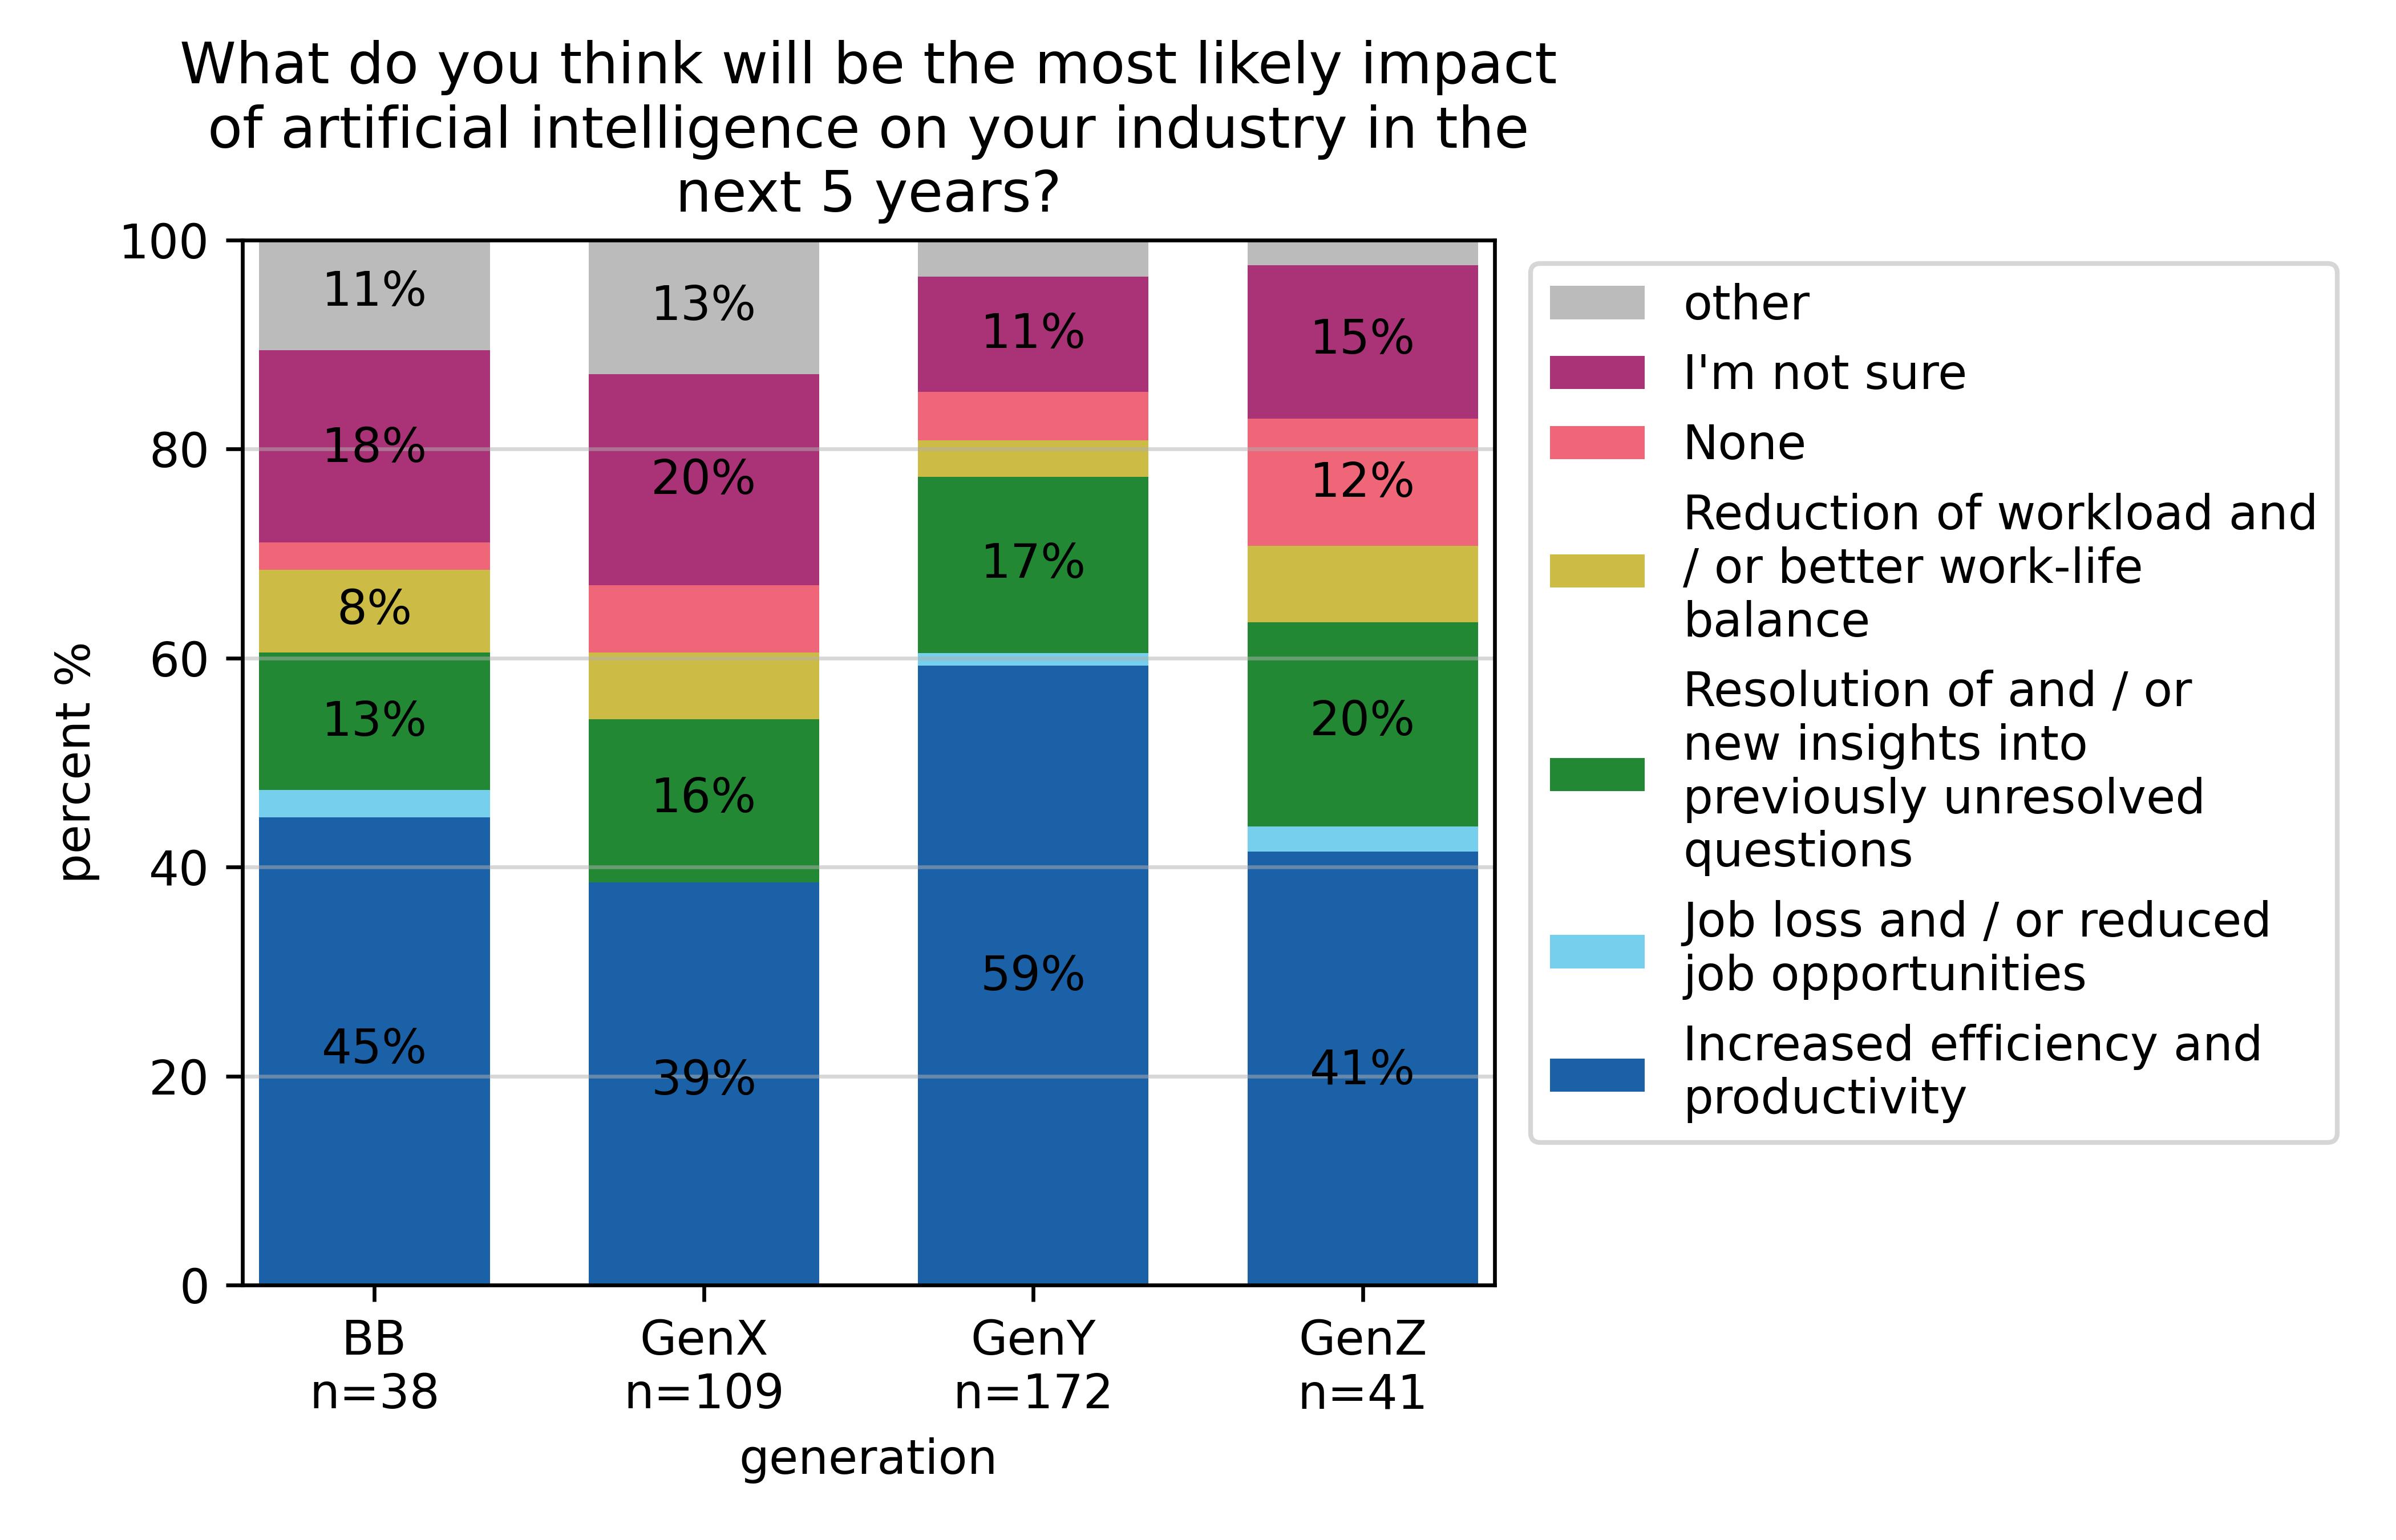 What do you think will be the most likely impact
of artificial intelligence on your industry in the
next 5 years?
percent %
100
80
60
40
20
0
11%
18%
8%
13%
45%
13%
20%
16%
39%
11%
17%
59%
15%
12%
20%
41%
BB
n=38
GenX
n=109
GenY
n=172
GenZ
n=41
generation
other
I'm not sure
None
Reduction of workload and
/ or better work-life
balance
Resolution of and / or
new insights into
previously unresolved
questions
Job loss and / or reduced
job opportunities
Increased efficiency and
productivity